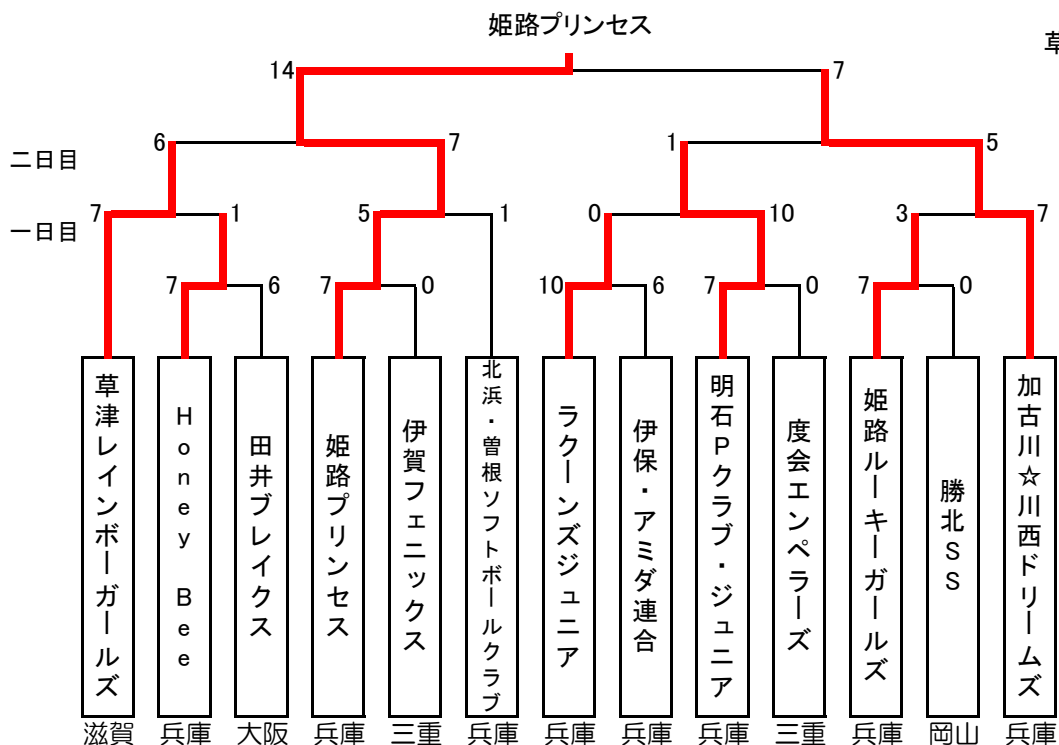 姫路プリンセス
草
14
7
二日目
6
7
1
5
一日目
7
1
5
1
0
10
3
7
7
6
7
0
10
6
7
0
7
0
草津レインボーガールズ
Honey Bee
田井ブレイクス
姫路プリンセス
伊賀フェニックス
北浜・曽根ソフトボールクラブ
ラクーンズジュニア
伊保・アミダ連合
明石Pクラブ・ジュニア
度会エンペラーズ
姫路ルーキーガールズ
勝北SS
加古川☆川西ドリームズ
滋賀
兵庫
大阪
兵庫
三重
兵庫
兵庫
兵庫
兵庫
三重
兵庫
岡山
兵庫